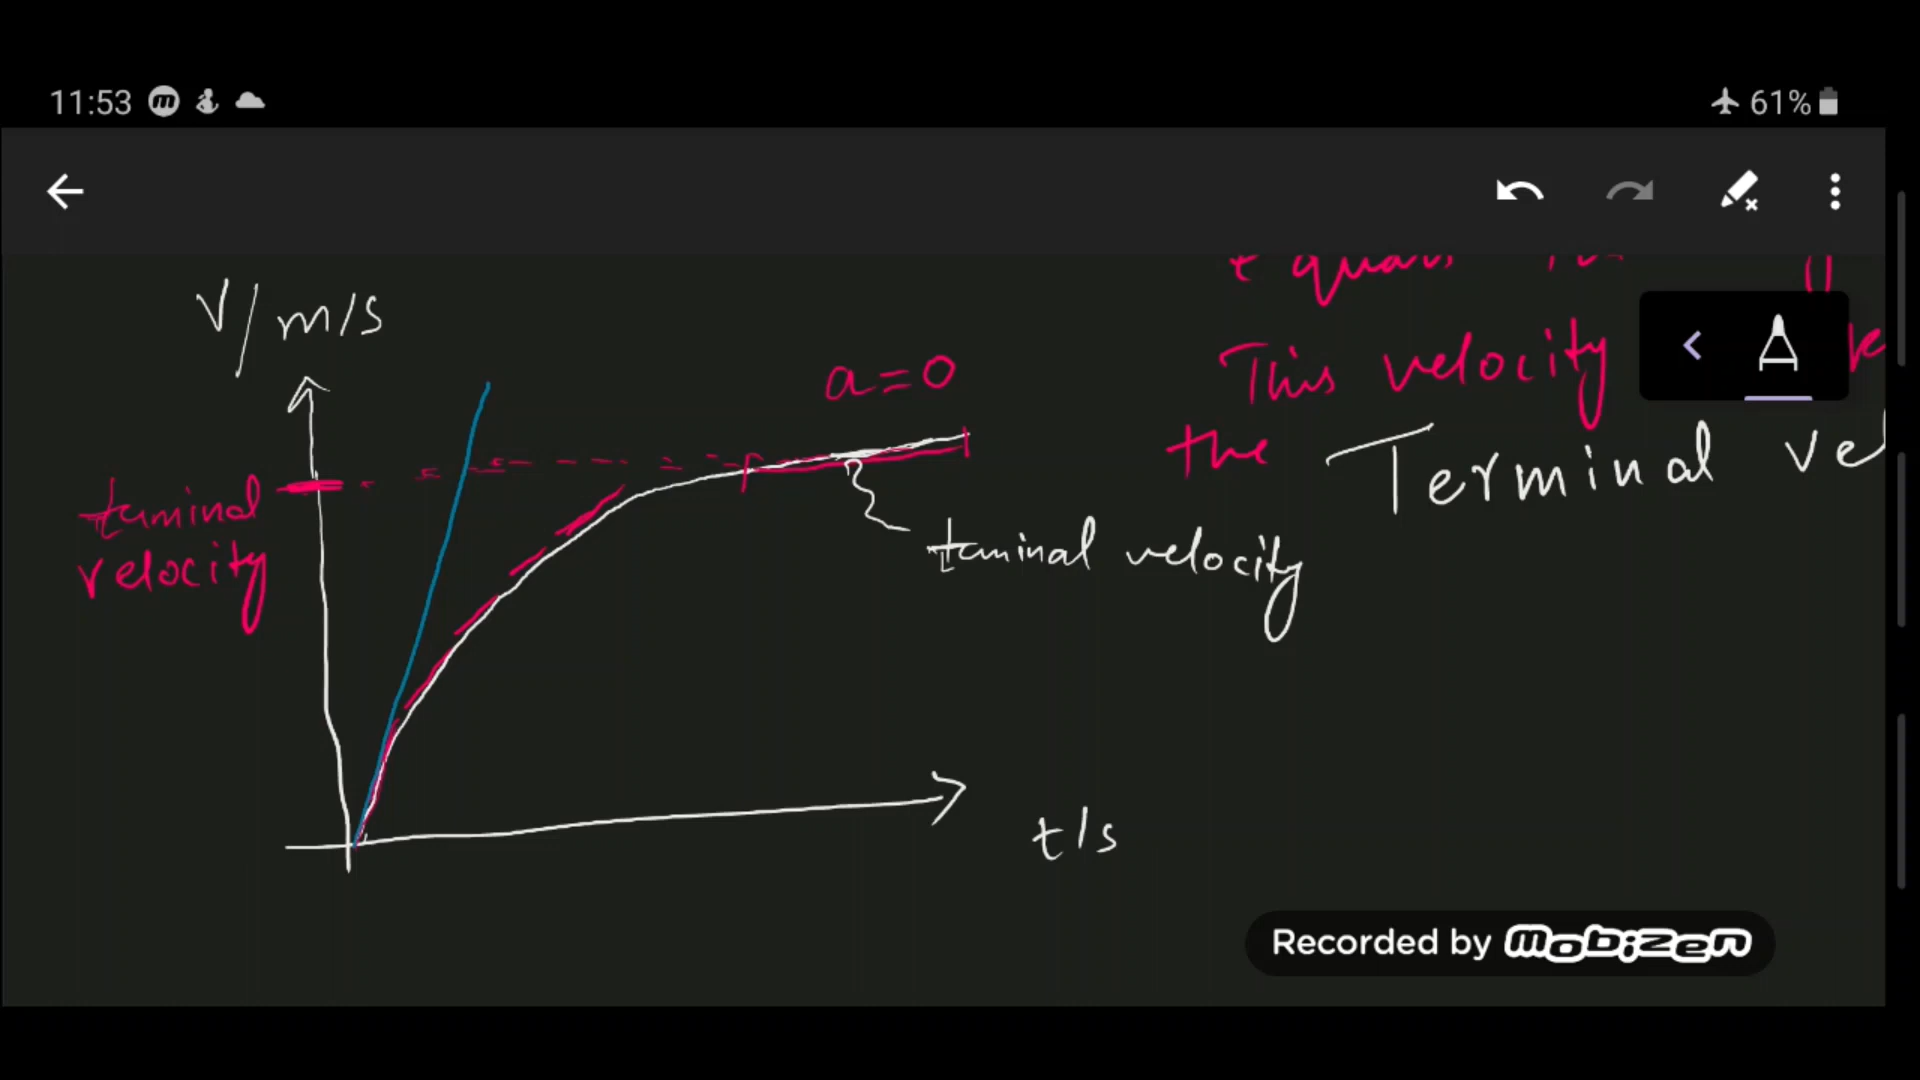 11:53
61%
V/m/s
a=0
This velocity
the Terminal ve
terminal
velocity
terminal velocity
t/s
Recorded by mobizen